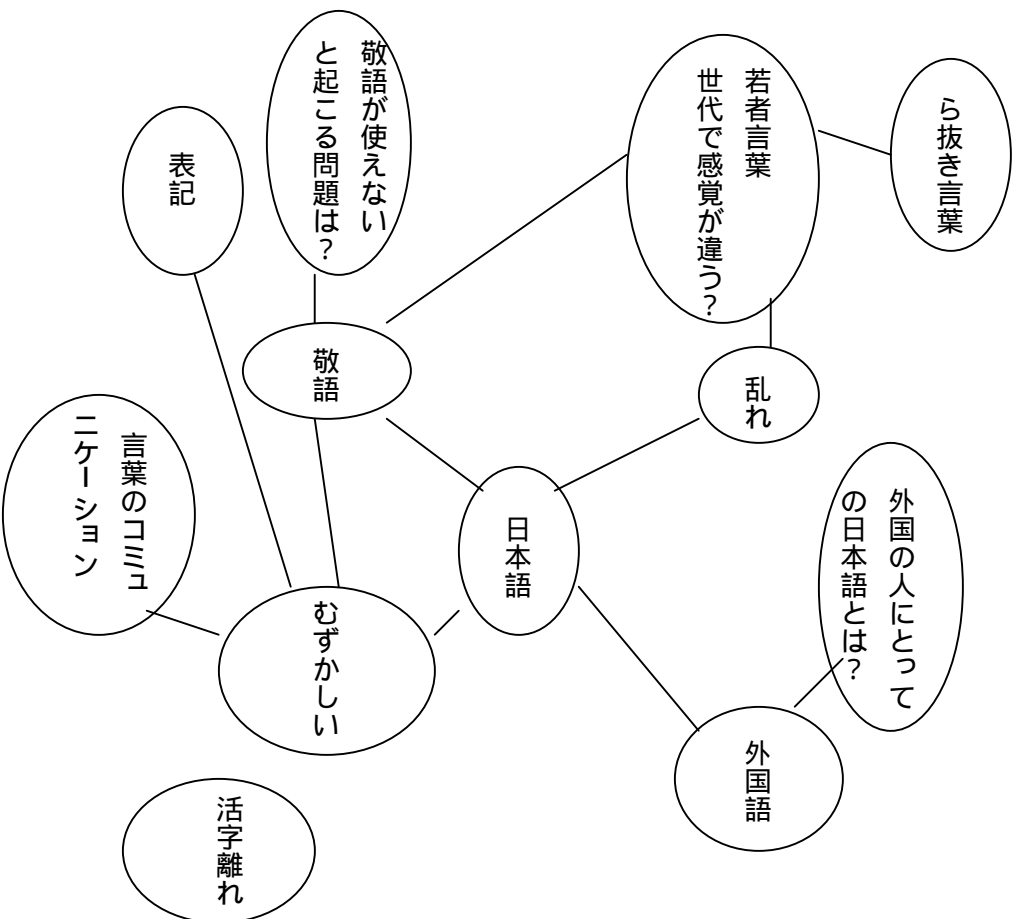 ら抜き言葉
若者言葉
世代で感覚が違う？
敬語が使えない
と起こる問題は？
表記
敬語
乱れ
言葉のコミュ
ニケーション
日本語
外国の人にとって
の日本語とは？
むずかしい
外国語
活字離れ